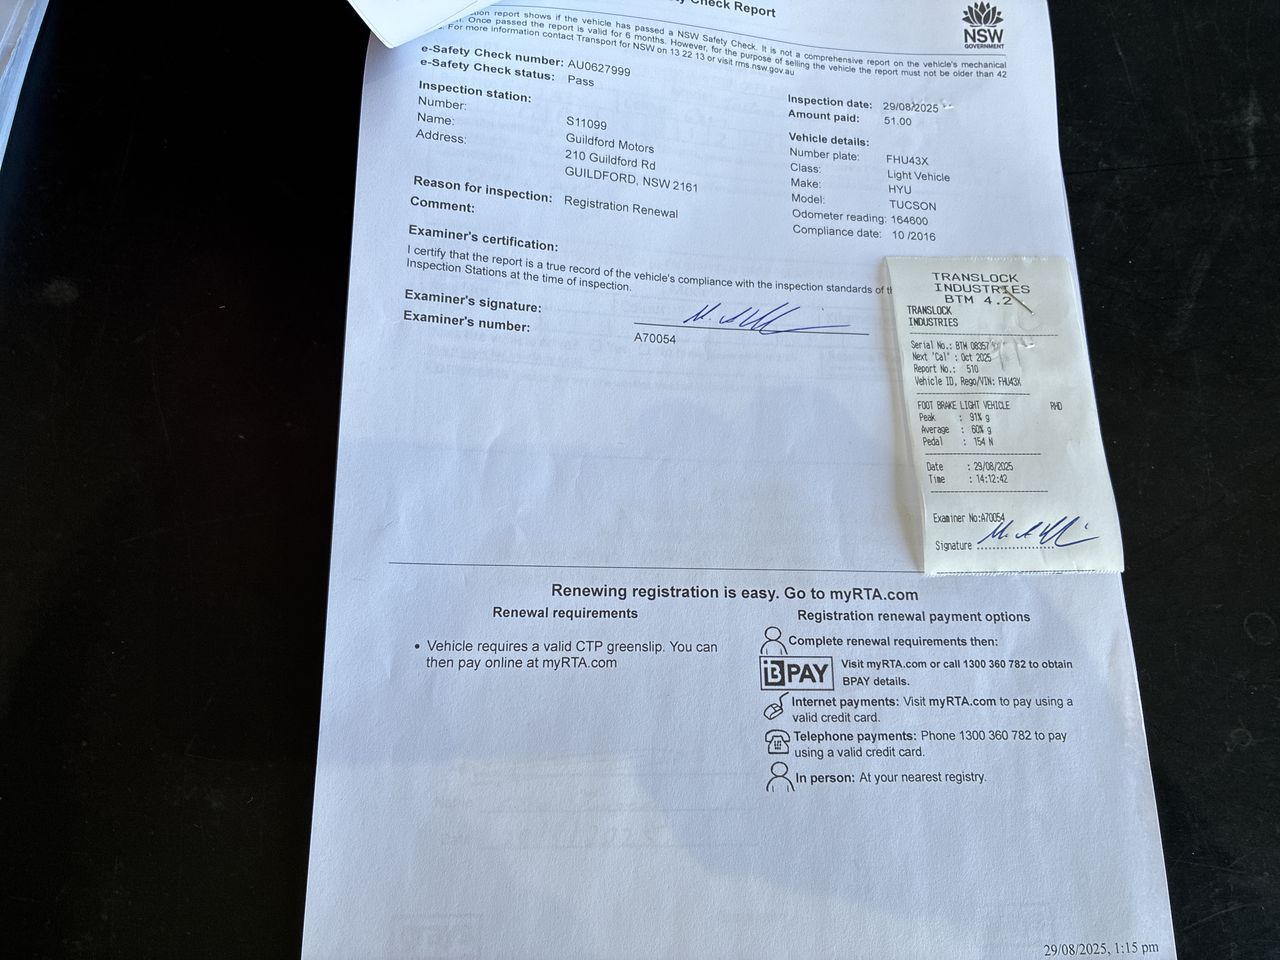 Check Report
NSW
GOVERNMENT
report shows if the vehicle has passed a NSW Safety Check. It is not a comprehensive report on the vehicle's mechanical
Once passed the report is valid for 6 months. However, for the purpose of selling the vehicle the report must not be older than 42
For more information contact Transport for NSW on 13 22 13 or visit rms.nsw.gov.au
e-Safety Check number: AU0627999
e-Safety Check status: Pass
Inspection station:
Number: S11099
Name: Guildford Motors
Address: 210 Guildford Rd
GUILDFORD, NSW 2161
Reason for inspection: Registration Renewal
Comment:
Inspection date: 29/08/2025
Amount paid: 51.00
Vehicle details:
Number plate: FHU43X
Class: Light Vehicle
Make: HYU
Model: TUCSON
Odometer reading: 164600
Compliance date: 10 /2016
Examiner's certification:
I certify that the report is a true record of the vehicle's compliance with the inspection standards of
Inspection Stations at the time of inspection.
Examiner's signature:
Examiner's number: A70054
TRANSLOCK
INDUSTRIES
BTM 4.2
TRANSLOCK
INDUSTRIES
Serial No.: BTM 08357
Next 'Cal' : Oct 2025
Report No.: 510
Vehicle ID, Rego/VIN: FHU43X
FOOT BRAKE LIGHT VEHICLE RHD
Peak : 91% g
Average : 60% g
Pedal : 154 N
Date : 29/08/2025
Time : 14:12:42
Examiner No:A70054
Signature
Renewing registration is easy. Go to myRTA.com
Renewal requirements
• Vehicle requires a valid CTP greenslip. You can
then pay online at myRTA.com
Registration renewal payment options
Complete renewal requirements then:
BPAY
Visit myRTA.com or call 1300 360 782 to obtain
BPAY details.
Internet payments: Visit myRTA.com to pay using a
valid credit card.
Telephone payments: Phone 1300 360 782 to pay
using a valid credit card.
In person: At your nearest registry.
29/08/2025, 1:15 pm